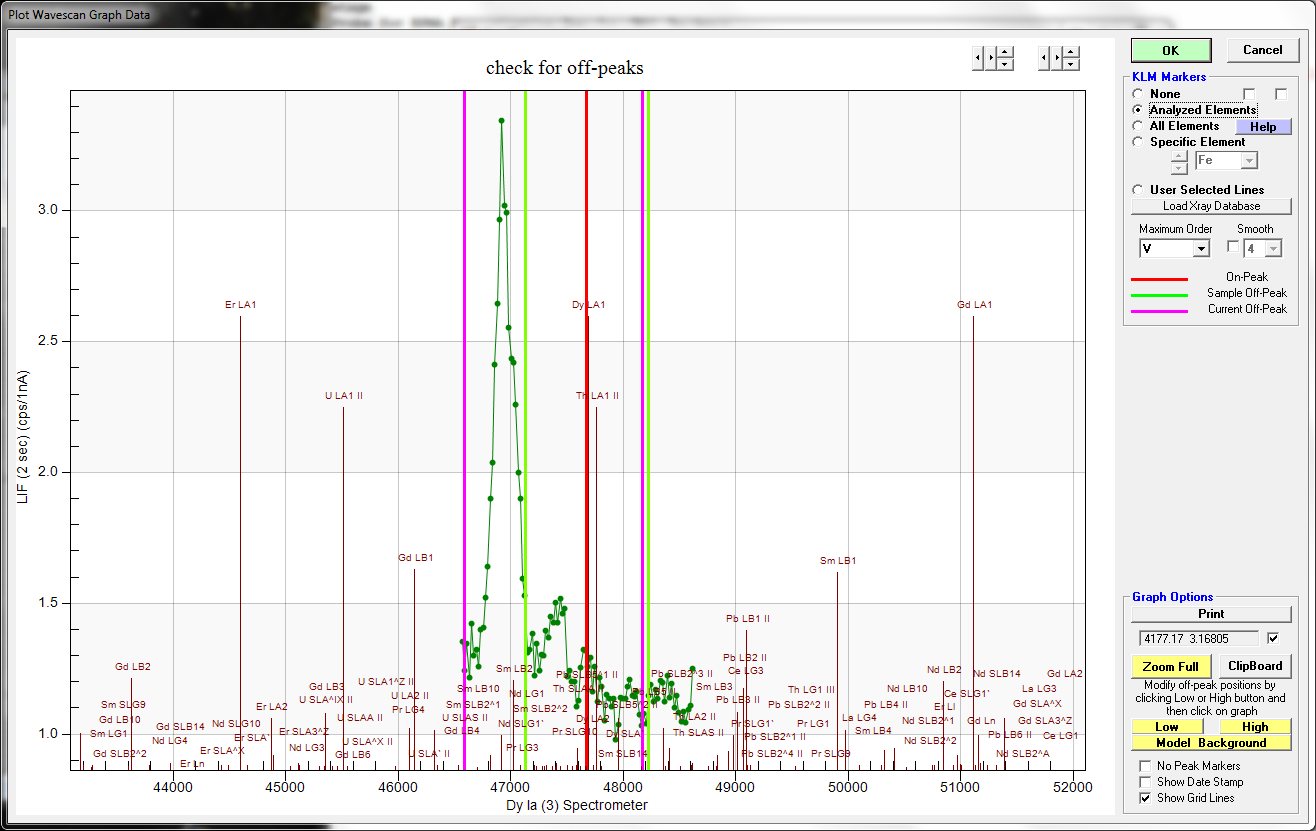 Plot Wavescan Graph Data
check for off-peaks
OK
Cancel
KLM Markers
None
Analyzed Elements
All Elements
Help
Specific Element
Fe
User Selected Lines
Load Xray Database
Maximum Order
Smooth
V
4
On-Peak
Sample Off-Peak
Current Off-Peak
Graph Options
Print
4177.17 3.16805
Zoom Full
ClipBoard
Modify off-peak positions by
clicking Low or High button and
then click on graph
Low
High
Model Background
No Peak Markers
Show Date Stamp
Show Grid Lines
LIF (2 sec) (cps/1nA)
3.0
2.5
2.0
1.5
1.0
Er LA1
Dy LA1
Gd LA1
U LA1 II
Th LA1 II
Gd LB1
Sm LB1
Pb LB1 II
Gd LB2
Sm LB2
Pb LB2 II
Ce LG3
Nd LB2
Nd SLB14
Gd LA2
Pb SLB2^3 II
U SLA1^Z II
Gd LB3
Sm LB10
Sm LB3
Th LG1 III
Nd LB10
La LG3
U LA2 II
U SLA^IX II
Nd LG1
Pb LB3 II
Ce SLG1'
Sm SLG9
Sm SLB2^1
Pb SLB2^2 II
Pb LB4 II
Er Ll
Gd SLA^X
Er LA2
Pr LG4
Sm SLB2^2
Gd LB10
U SLAA II
U SLAS II
Dy LA2
La LG4
Nd SLB2^1
Gd Ln
Gd SLA3^Z
Gd SLB14
Nd SLG10
Nd SLG1'
Pr SLG1'
Pr LG1
Sm LG1
Er SLA'
Er SLA3^Z
Gd LB4
Pr SLG10
Dy SLA'
Th SLAS II
Pb SLB2^1 II
Sm LB4
Pb LB6 II
Ce LG1
Nd LG4
U SLA^X II
Nd SLB2^2
Gd SLB2^2
Er SLA^X
Nd LG3
Gd LB6
U SLA' II
Pr LG3
Sm SLB14
Pb SLB2^4 II
Pr SLG9
Nd SLB2^A
Er Ln
44000
45000
46000
47000
48000
49000
50000
51000
52000
Dy la (3) Spectrometer